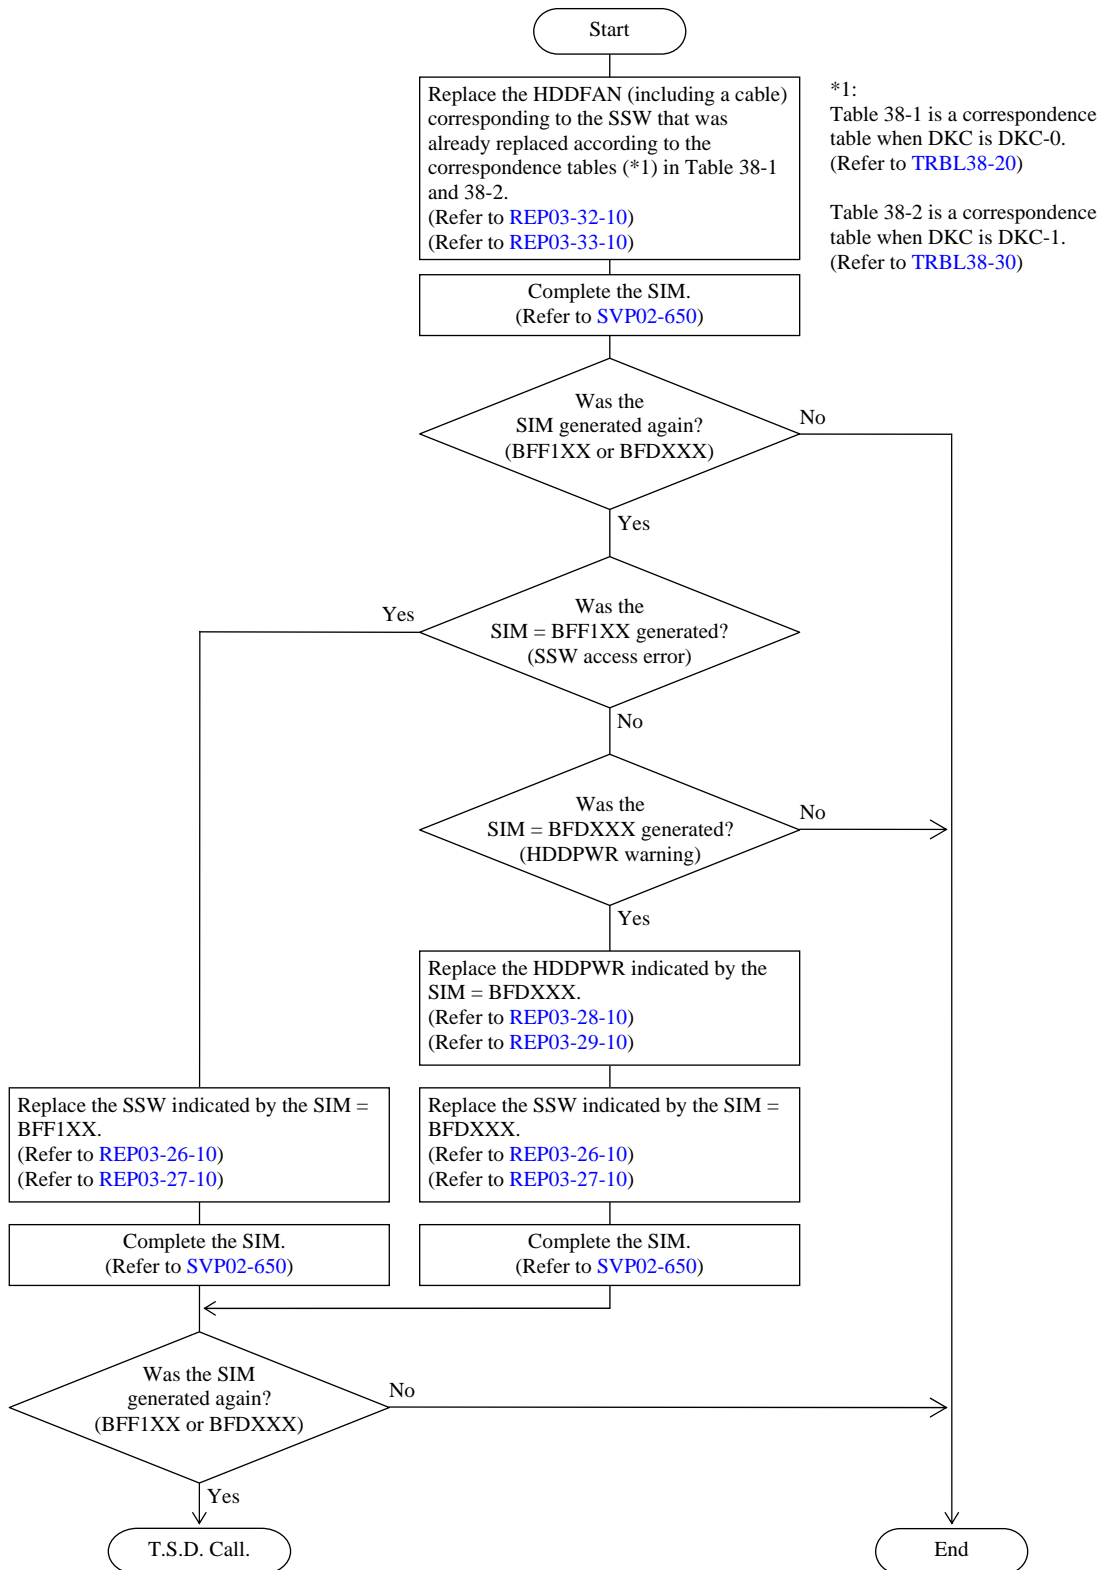 Start
Replace the HDDFAN (including a cable)
corresponding to the SSW that was
already replaced according to the
correspondence tables (*1) in Table 38-1
and 38-2.
(Refer to REP03-32-10)
(Refer to REP03-33-10)
*1:
Table 38-1 is a correspondence
table when DKC is DKC-0.
(Refer to TRBL38-20)
Table 38-2 is a correspondence
table when DKC is DKC-1.
(Refer to TRBL38-30)
Complete the SIM.
(Refer to SVP02-650)
Was the
SIM generated again?
(BFF1XX or BFDXXX)
No
Yes
Was the
SIM = BFF1XX generated?
(SSW access error)
Yes
No
Was the
SIM = BFDXXX generated?
(HDDPWR warning)
No
Yes
Replace the HDDPWR indicated by the
SIM = BFDXXX.
(Refer to REP03-28-10)
(Refer to REP03-29-10)
Replace the SSW indicated by the SIM =
BFF1XX.
(Refer to REP03-26-10)
(Refer to REP03-27-10)
Replace the SSW indicated by the SIM =
BFDXXX.
(Refer to REP03-26-10)
(Refer to REP03-27-10)
Complete the SIM.
(Refer to SVP02-650)
Complete the SIM.
(Refer to SVP02-650)
Was the SIM
generated again?
(BFF1XX or BFDXXX)
No
Yes
T.S.D. Call.
End